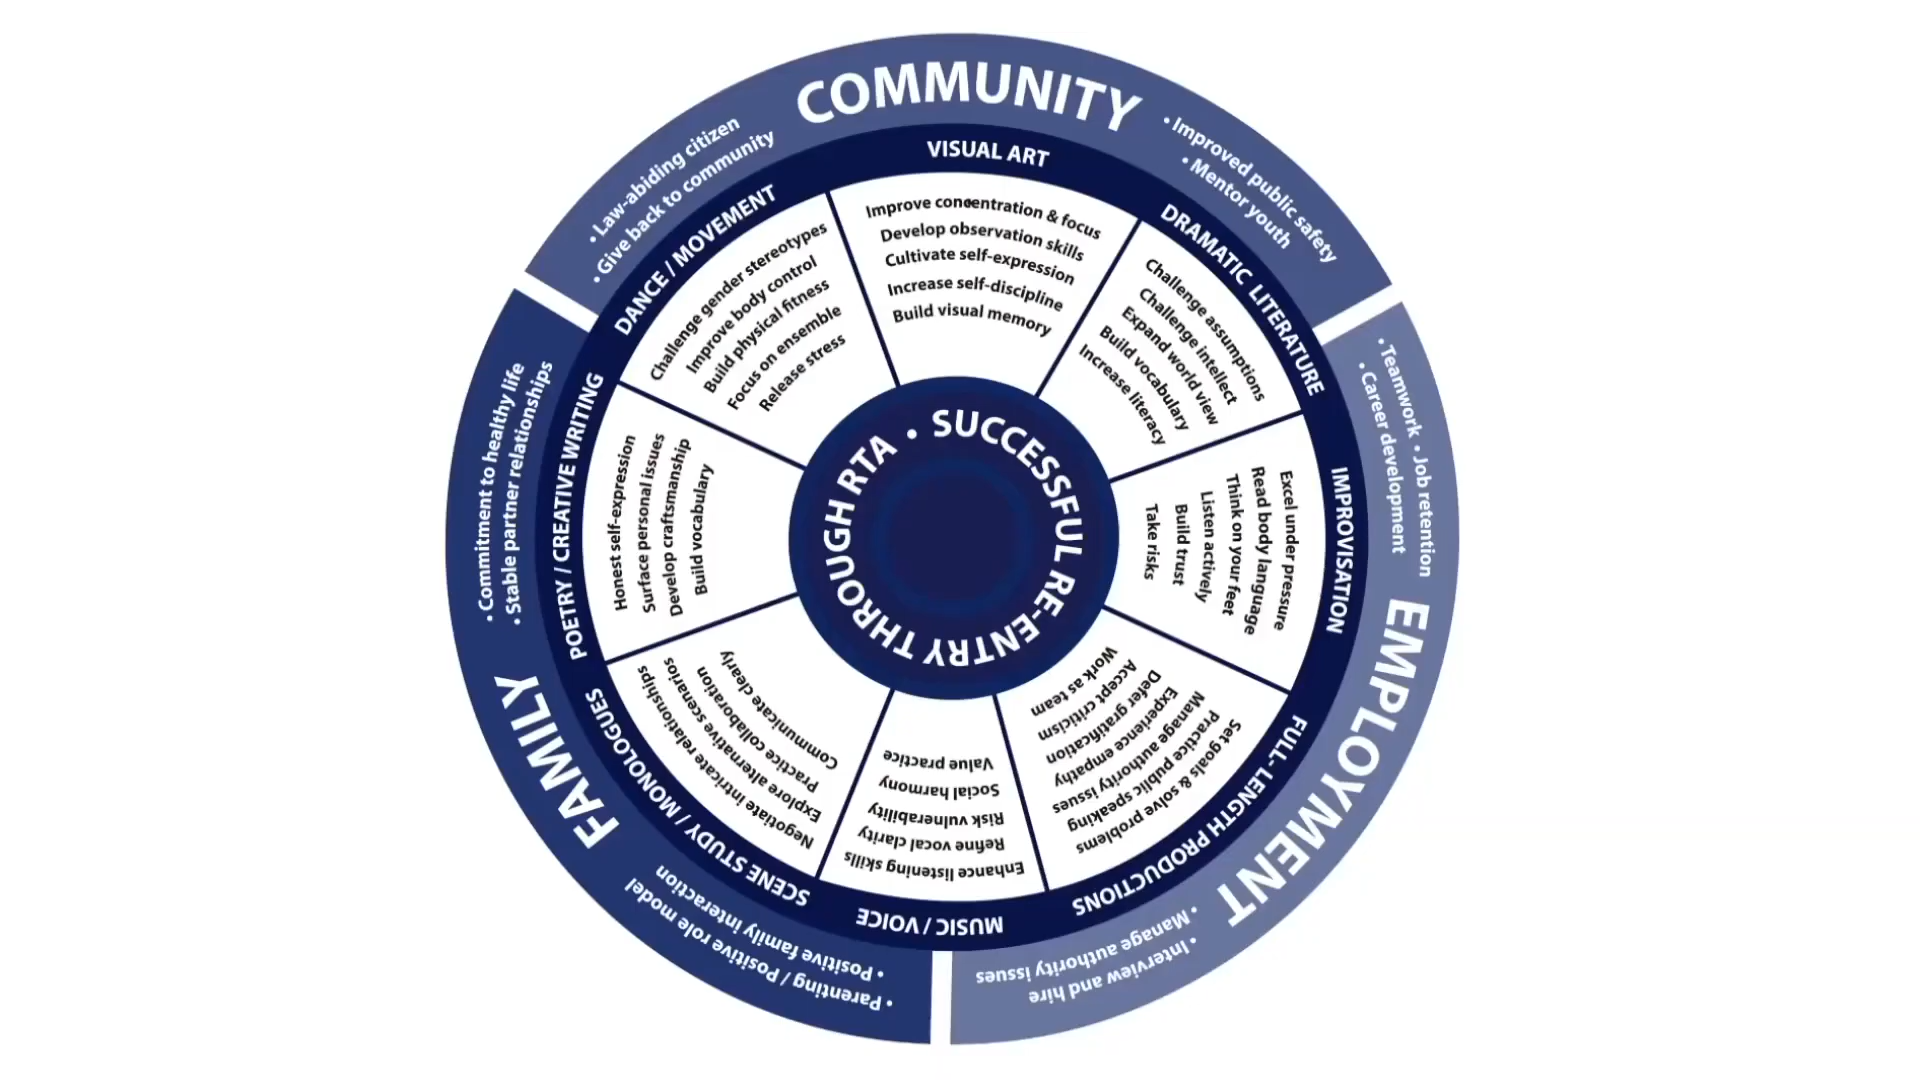 COMMUNITY
• Law-abiding citizen
• Give back to community
• Improved public safety
• Mentor youth
EMPLOYMENT
• Teamwork • Job retention
• Career development
• Manage authority issues
• Interview and hire
FAMILY
• Commitment to healthy life
• Stable partner relationships
• Positive family interaction
• Parenting / Positive role model
VISUAL ART
Improve concentration & focus
Develop observation skills
Cultivate self-expression
Increase self-discipline
Build visual memory
DRAMATIC LITERATURE
Challenge assumptions
Challenge intellect
Expand world view
Build vocabulary
Increase literacy
IMPROVISATION
Excel under pressure
Read body language
Think on your feet
Listen actively
Build trust
Take risks
FULL-LENGTH PRODUCTIONS
Set goals & solve problems
Practice public speaking
Manage authority issues
Experience empathy
Defer gratification
Accept criticism
Work as team
MUSIC / VOICE
Enhance listening skills
Refine vocal clarity
Risk vulnerability
Social harmony
Value practice
SCENE STUDY / MONOLOGUES
Negotiate intricate relationships
Explore alternative scenarios
Practice collaboration
Communicate clearly
POETRY / CREATIVE WRITING
Honest self-expression
Surface personal issues
Develop craftsmanship
Build vocabulary
DANCE / MOVEMENT
Challenge gender stereotypes
Improve body control
Build physical fitness
Focus on ensemble
Release stress
• SUCCESSFUL RE-ENTRY THROUGH RTA